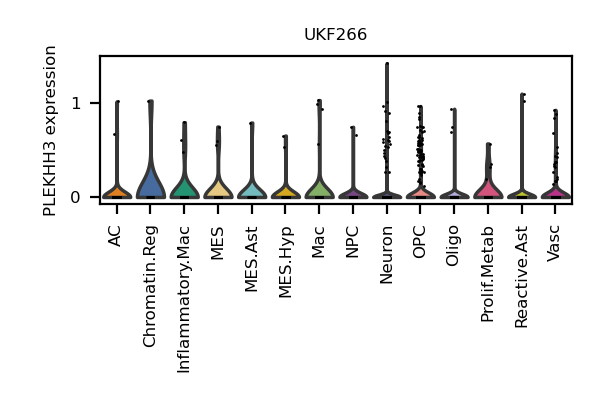 UKF266
PLEKHH3 expression
1
0
AC
Chromatin.Reg
Inflammatory.Mac
MES
MES.Ast
MES.Hyp
Mac
NPC
Neuron
OPC
Oligo
Prolif.Metab
Reactive.Ast
Vasc